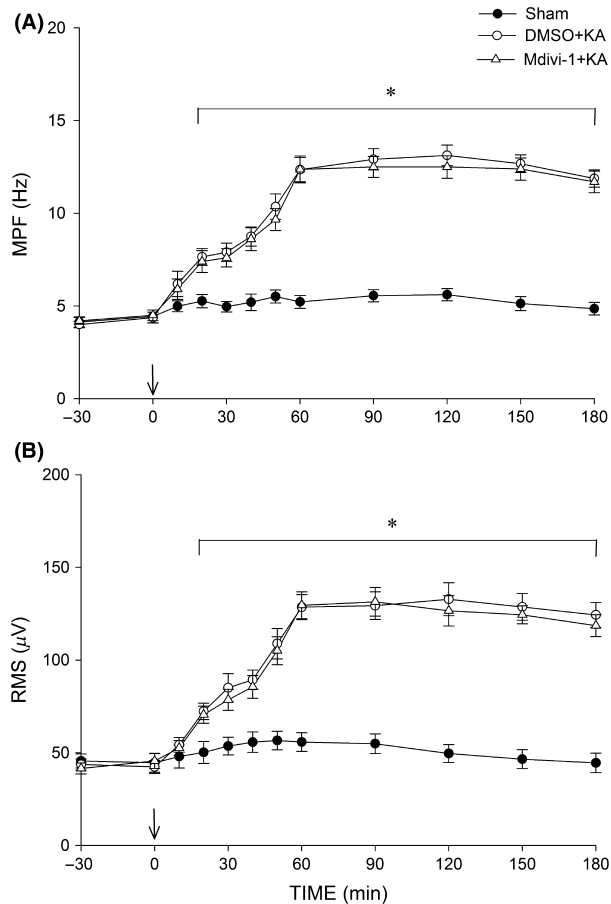 (A)
Sham
DMSO+KA
Mdivi-1+KA
20
15
10
5
0
MPF (Hz)
*
–30 0 30 60 90 120 150 180
(B)
200
150
100
50
0
RMS (μV)
*
–30 0 30 60 90 120 150 180
TIME (min)